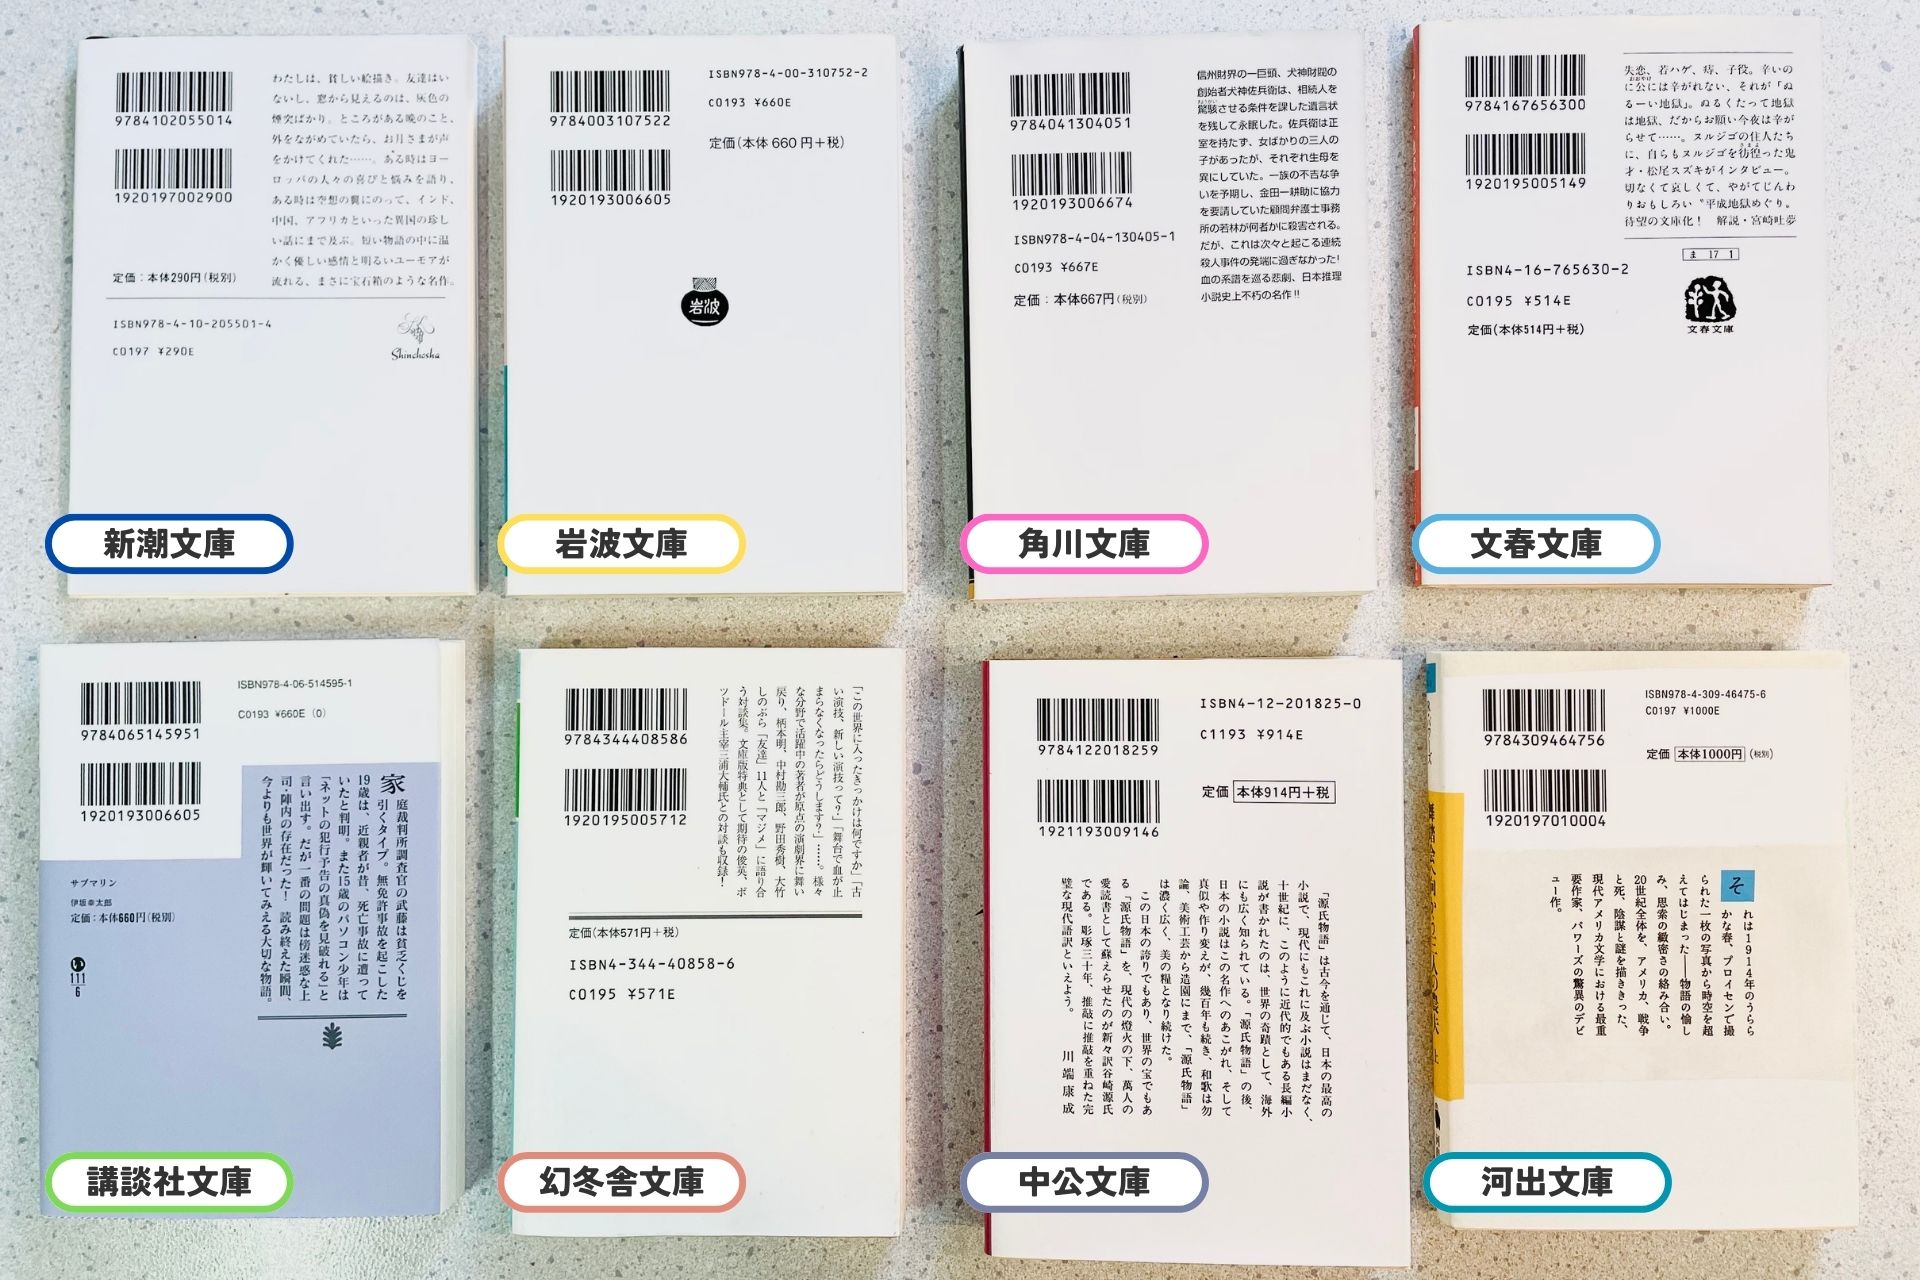 9784102055014
1920197002900
わたしは、貧しい絵描き。友達はい
ないし、窓から見えるのは、灰色の
煙突ばかり。ところがある晩のこと、
外をながめていたら、お月さまが声
をかけてくれた……。ある時はヨー
ロッパの人々の喜びと悩みを語り、
ある時は空想の翼にのって、インド、
中国、アフリカといった異国の珍し
い話にまで及ぶ。短い物語の中に温
かく優しい感情と明るいユーモアが
流れる、まさに宝石箱のような名作。
定価：本体290円(税別)
ISBN978-4-10-205501-4
C0197 ¥290E
Shinchosha
新潮文庫
9784003107522
1920193006605
ISBN978-4-00-310752-2
C0193 ¥660E
定価(本体 660 円＋税)
岩波
岩波文庫
9784041304051
1920193006674
ISBN978-4-04-130405-1
C0193 ¥667E
定価：本体667円(税別)
信州財界の一巨頭、犬神財閥の
創始者犬神佐兵衛は、相続人を
驚駭させる条件を課した遺言状
を残して永眠した。佐兵衛は正
室を持たず、女ばかりの三人の
子があったが、それぞれ生母を
異にしていた。一族の不吉な争
いを予期し、金田一耕助に協力
を要請していた顧問弁護士事務
所の若林が何者かに殺害される。
だが、これは次々と起こる連続
殺人事件の発端に過ぎなかった!
血の系譜を巡る悲劇、日本推理
小説史上不朽の名作!!
角川文庫
9784167656300
1920195005149
ISBN4-16-765630-2
C0195 ¥514E
定価(本体514円＋税)
失恋、若ハゲ、痔、子役。辛いの
に公には辛がれない、それが「ぬ
るーい地獄」。ぬるくたって地獄
は地獄、だからお願い今夜は辛が
らせて……。ヌルジゴの住人たち
に、自らもヌルジゴを彷徨った鬼
才・松尾スズキがインタビュー。
切なくて哀しくて、やがてじんわ
りおもしろい〝平成地獄めぐり。
待望の文庫化! 解説・宮崎吐夢
ま 17 1
文春文庫
文春文庫
9784065145951
1920193006605
ISBN978-4-06-514595-1
C0193 ¥660E (0)
家庭裁判所調査官の武藤は貧乏くじを
引くタイプ。無免許事故を起こした
19歳は、近親者が昔、死亡事故に遭って
いたと判明。また15歳のパソコン少年は
「ネットの犯行予告の真偽を見破れる」と
言い出す。だが一番の問題は傍迷惑な上
司・陣内の存在だった! 読み終えた瞬間、
今よりも世界が輝いてみえる大切な物語。
サブマリン
伊坂幸太郎
定価：本体660円(税別)
い
111
6
講談社文庫
9784344408586
1920195005712
「この世界に入ったきっかけは何ですか」「古
い演技、新しい演技って?」「舞台で血が止
まらなくなったらどうします?」……。様々
な分野で活躍中の著者が原点の演劇界に舞い
戻り、柄本明、中村勘三郎、野田秀樹、大竹
しのぶら「友達」11人と「マジメ」に語り合
う対談集。文庫版特典として期待の俊英、ポ
ツドール主宰三浦大輔氏との対談も収録!
定価(本体571円＋税)
ISBN4-344-40858-6
C0195 ¥571E
幻冬舎文庫
9784122018259
1921193009146
ISBN4-12-201825-0
C1193 ¥914E
定価 本体914円＋税
「源氏物語」は古今を通じて、日本の最高の
小説で、現代にもこれに及ぶ小説はまだなく、
十世紀に、このように近代的でもある長編小
説が書かれたのは、世界の奇蹟として、海外
にも広く知られている。「源氏物語」の後、
日本の小説はこの名作へのあこがれ、そして
真似や作り変えが、幾百年も続き、和歌は勿
論、美術工芸から造園にまで、「源氏物語」
は濃く広く、美の糧となり続けた。
この日本の誇りでもあり、世界の宝でもあ
る「源氏物語」を、現代の燈火の下、萬人の
愛読書として蘇えらせたのが新々訳谷崎源氏
である。彫琢三十年、推敲に推敲を重ねた完
璧な現代語訳といえよう。 川端康成
中公文庫
9784309464756
1920197010004
ISBN978-4-309-46475-6
C0197 ¥1000E
定価 本体1000円 (税別)
それは1914年のうらら
かな春、プロイセンで撮
られた一枚の写真から時空を超
えてはじまった——物語の愉し
み、思索の緻密さの絡み合い。
20世紀全体を、アメリカ、戦争
と死、陰謀と謎を描ききった、
現代アメリカ文学における最重
要作家、パワーズの驚異のデビ
ュー作。
河出文庫